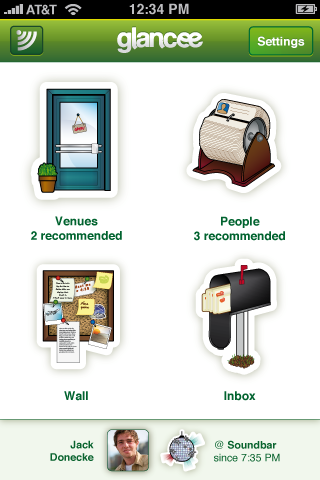 AT&T 12:34 PM
glancee
Settings
Venues
2 recommended
People
3 recommended
Wall
Inbox
Jack
Donecke
@ Soundbar
since 7:35 PM